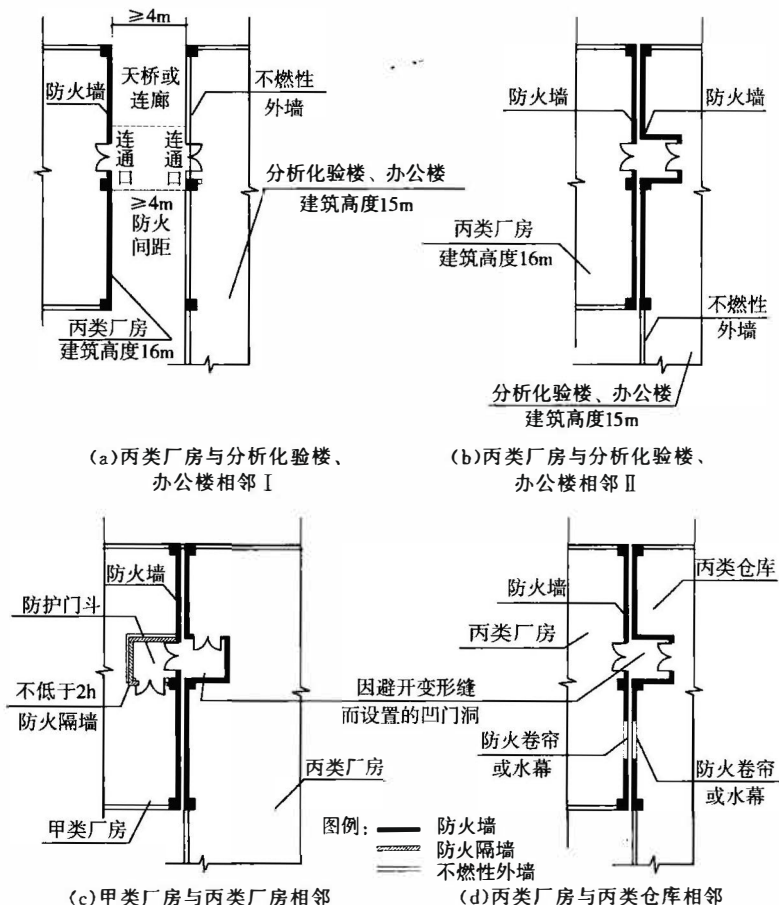 ≥4m
天桥或
连廊
防火墙
不燃性
外墙
连通口
连通口
≥4m
防火
间距
分析化验楼、办公楼
建筑高度15m
丙类厂房
建筑高度16m
(a)丙类厂房与分析化验楼、
办公楼相邻Ⅰ
防火墙
防火墙
丙类厂房
建筑高度16m
不燃性
外墙
分析化验楼、办公楼
建筑高度15m
(b)丙类厂房与分析化验楼、
办公楼相邻Ⅱ
防火墙
防护门斗
不低于2h
防火隔墙
甲类厂房
因避开变形缝
而设置的凹门洞
丙类厂房
(c)甲类厂房与丙类厂房相邻
图例:
防火墙
防火隔墙
不燃性外墙
防火墙
丙类厂房
丙类仓库
防火卷帘
或水幕
防火卷帘
或水幕
(d)丙类厂房与丙类仓库相邻